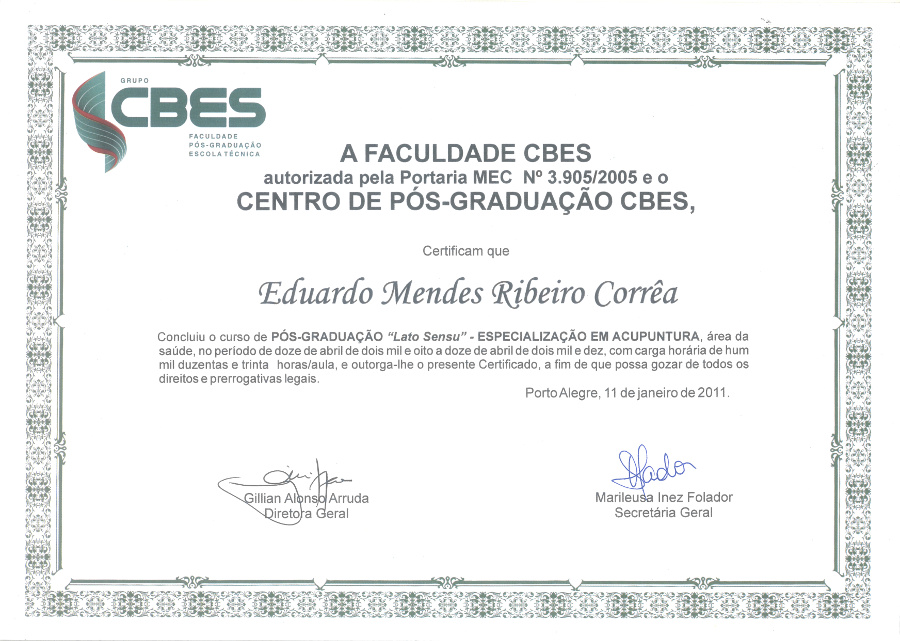 GRUPO
CBES
FACULDADE
PÓS-GRADUAÇÃO
ESCOLA TÉCNICA
A FACULDADE CBES
autorizada pela Portaria MEC Nº 3.905/2005 e o
CENTRO DE PÓS-GRADUAÇÃO CBES,
Certificam que
Eduardo Mendes Ribeiro Corrêa
Concluiu o curso de PÓS-GRADUAÇÃO “Lato Sensu” - ESPECIALIZAÇÃO EM ACUPUNTURA, área da
saúde, no período de doze de abril de dois mil e oito a doze de abril de dois mil e dez, com carga horária de hum
mil duzentas e trinta horas/aula, e outorga-lhe o presente Certificado, a fim de que possa gozar de todos os
direitos e prerrogativas legais.
Porto Alegre, 11 de janeiro de 2011.
Gillian Alonso Arruda
Diretora Geral
Marileusa Inez Folador
Secretária Geral